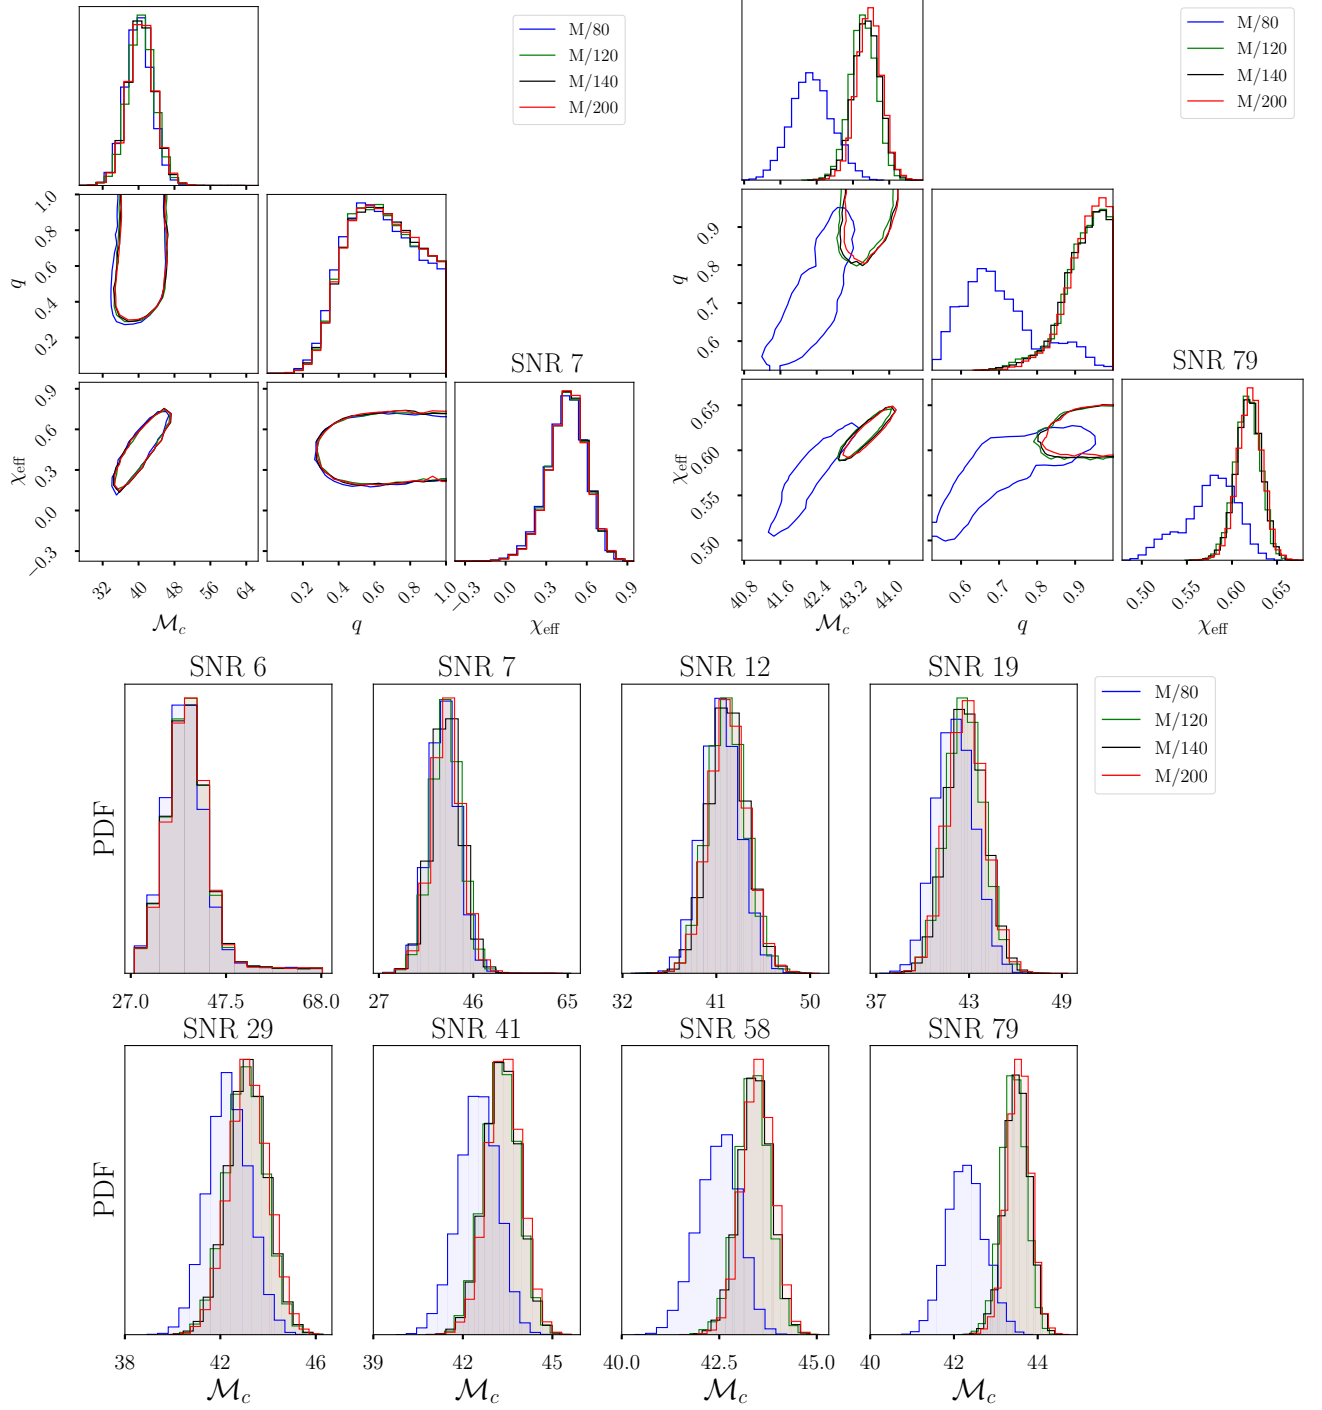 M/80
M/120
M/140
M/200
M/80
M/120
M/140
M/200
1.0
0.8
0.6
0.4
0.2
q
SNR 7
0.9
0.6
0.3
0.0
−0.3
χeff
32 40 48 56 64
Mc
0.2 0.4 0.6 0.8 1.0
q
−0.3 0.0 0.3 0.6 0.9
χeff
0.9
0.8
0.7
0.6
q
SNR 79
0.65
0.60
0.55
0.50
χeff
40.8 41.6 42.4 43.2 44.0
Mc
0.6 0.7 0.8 0.9
q
0.50 0.55 0.60 0.65
χeff
SNR 6 SNR 7 SNR 12 SNR 19
M/80
M/120
M/140
M/200
PDF
27.0 47.5 68.0 27 46 65 32 41 50 37 43 49
SNR 29 SNR 41 SNR 58 SNR 79
PDF
38 42 46 39 42 45 40.0 42.5 45.0 40 42 44
Mc Mc Mc Mc